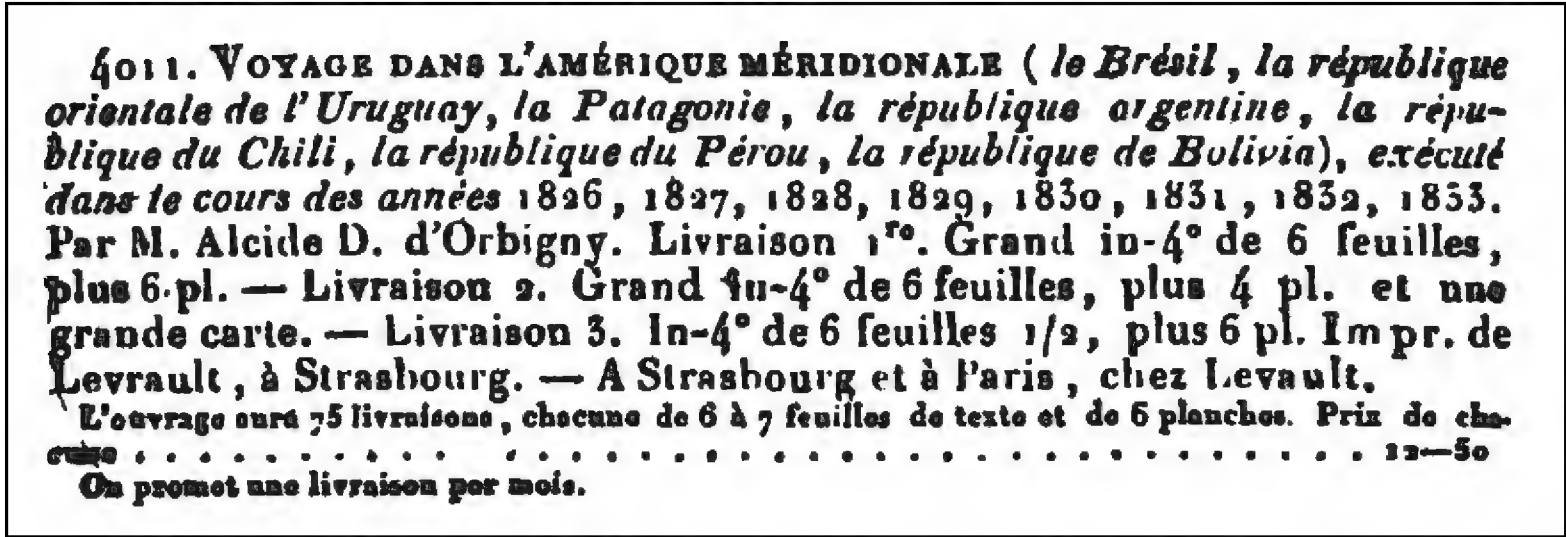 4011. VOYAGE DANS L'AMÉRIQUE MÉRIDIONALE ( le Brésil, la république
orientale de l'Uruguay, la Patagonie, la république argentine, la répu-
blique du Chili, la république du Pérou, la république de Bolivia), exécuté
dans le cours des années 1826, 1827, 1828, 1829, 1830, 1831, 1832, 1833.
Par M. Alcide D. d'Orbigny. Livraison 1re. Grand in-4° de 6 feuilles,
plus 6 pl. — Livraison 2. Grand in-4° de 6 feuilles, plus 4 pl. et une
grande carte. — Livraison 3. In-4° de 6 feuilles 1/2, plus 6 pl. Impr. de
Levrault, à Strasbourg. — A Strasbourg et à Paris, chez Levault.
L'ouvrage aura 75 livraisons, chacune de 6 à 7 feuilles de texte et de 6 planches. Prix de cha-
cune . . . . . . . . . . . . . . . . . . . . . . . . . . . . . . . . . . . . 12—50
On promet une livraison par mois.